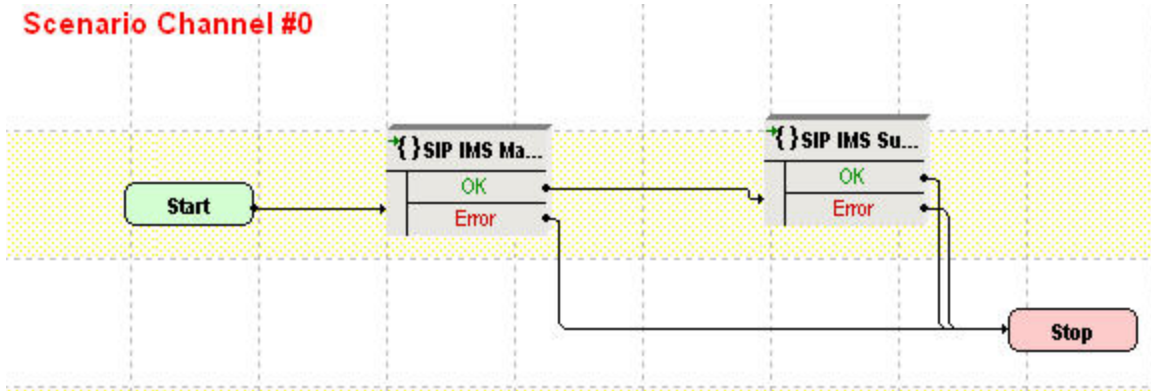 Scenario Channel #0
{ }SIP IMS Ma...
OK
Error
{ }SIP IMS Su...
OK
Error
Start
Stop